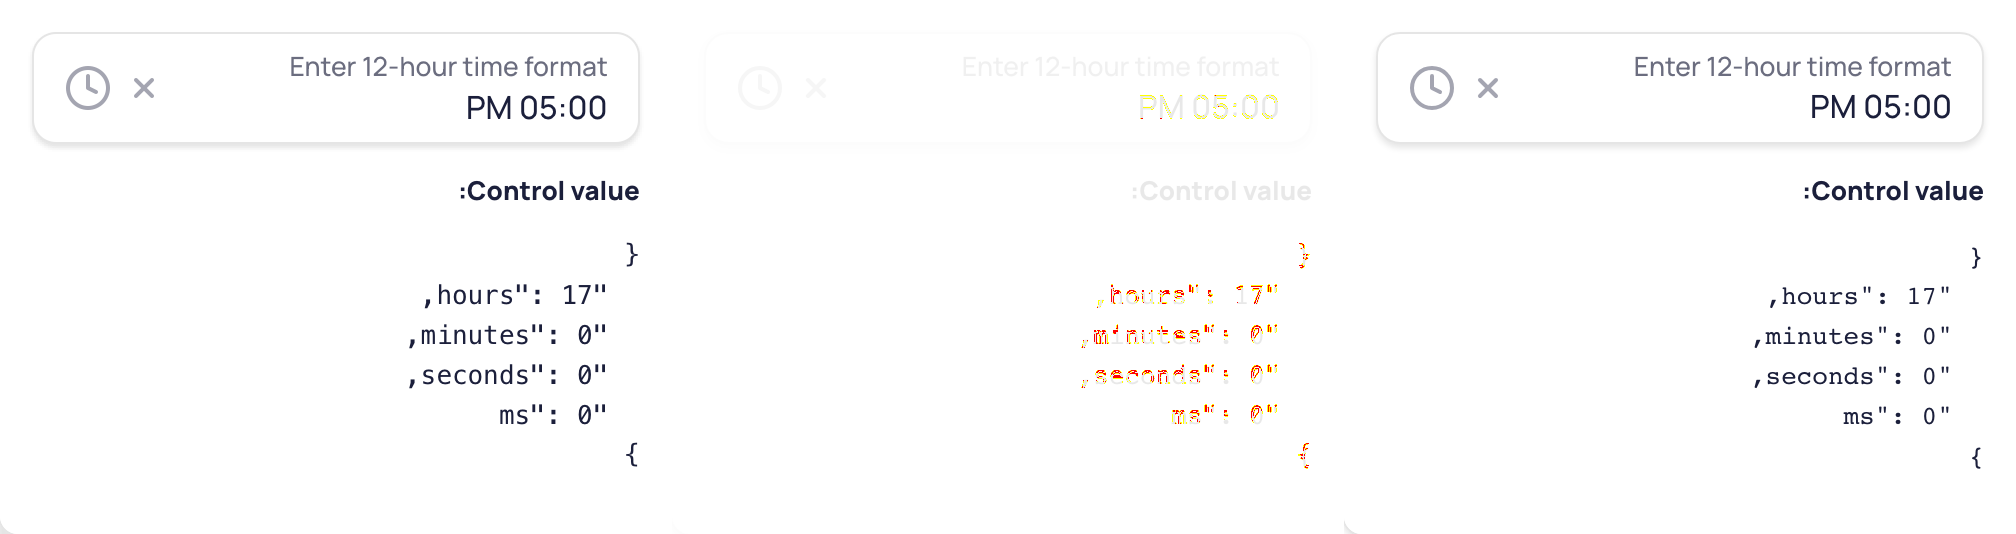 Enter 12-hour time format
PM 05:00
:Control value
}
,hours": 17"
,minutes": 0"
,seconds": 0"
ms": 0"
{
Enter 12-hour time format
PM 05:00
:Control value
}
,hours": 17"
,minutes": 0"
,seconds": 0"
ms": 0"
{
Enter 12-hour time format
PM 05:00
:Control value
}
,hours": 17"
,minutes": 0"
,seconds": 0"
ms": 0"
{